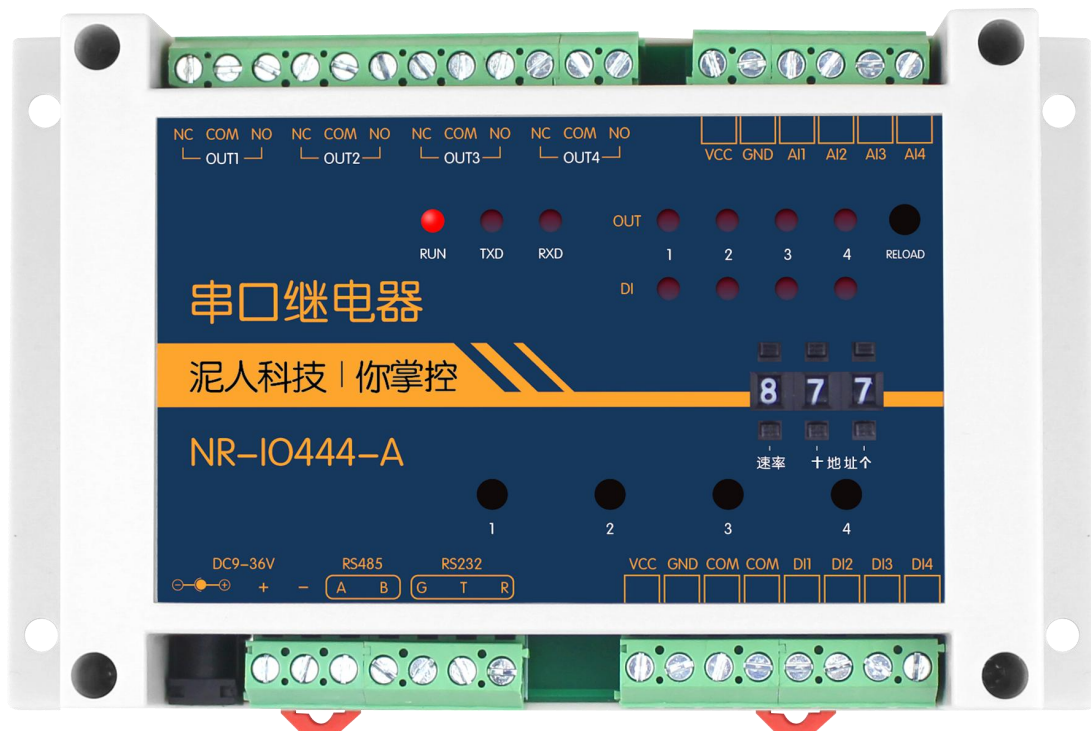 NC COM NO NC COM NO NC COM NO NC COM NO
OUT1 OUT2 OUT3 OUT4
VCC GND AI1 AI2 AI3 AI4
OUT
RUN TXD RXD
1 2 3 4 RELOAD
DI
串口继电器
泥人科技 | 你掌控
8 7 7
NR-IO444-A
速率 十地址个
1 2 3 4
DC9-36V RS485 RS232
+ - A B G T R
VCC GND COM COM DI1 DI2 DI3 DI4